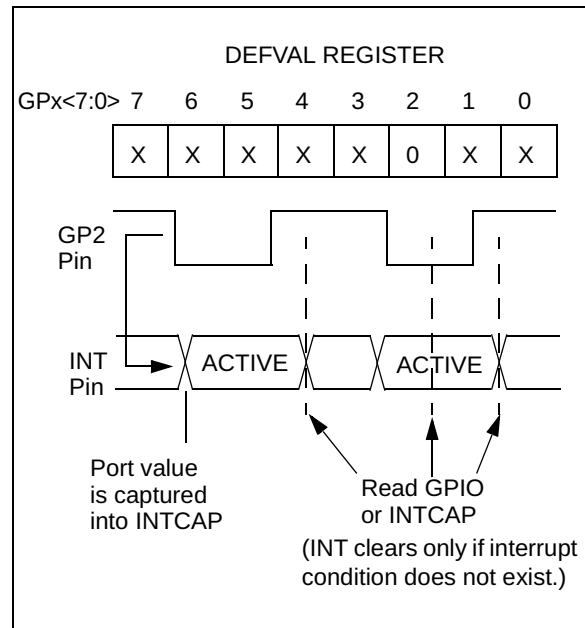 DEFVAL REGISTER
GPx<7:0> 7 6 5 4 3 2 1 0
X X X X X 0 X X
GP2
Pin
INT
Pin
ACTIVE
ACTIVE
Port value
is captured
into INTCAP
Read GPIO
or INTCAP
(INT clears only if interrupt
condition does not exist.)